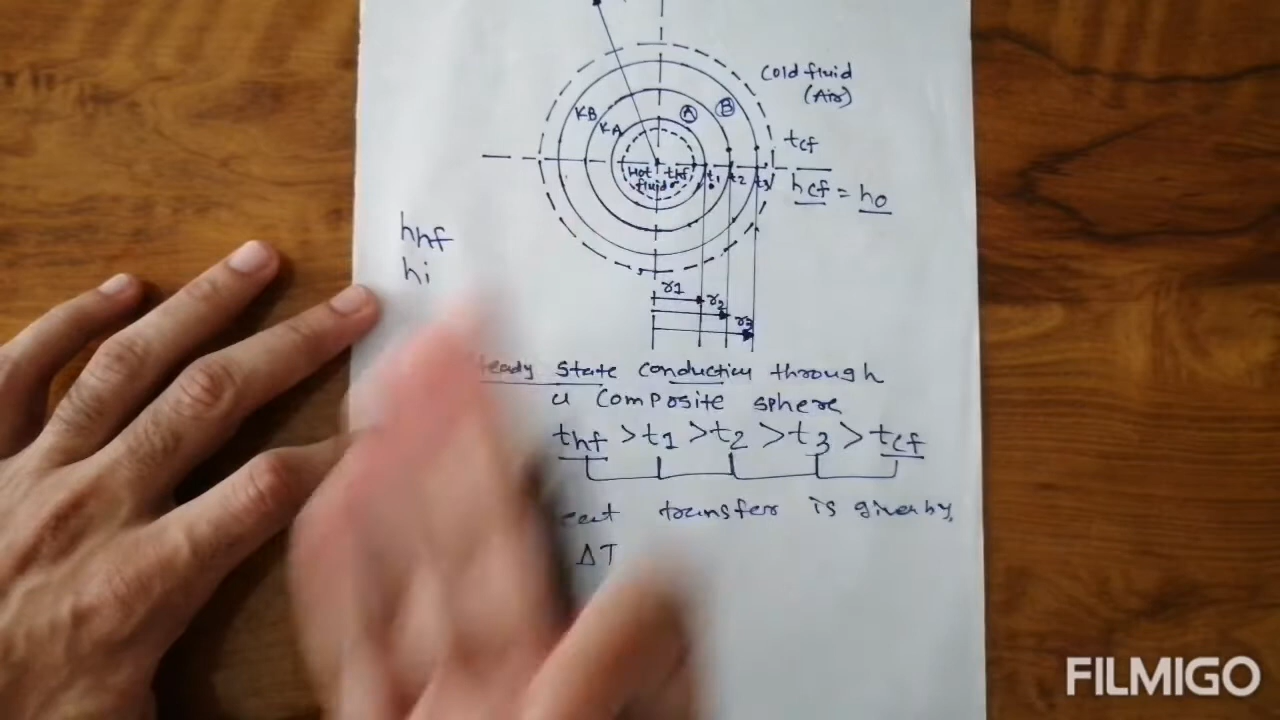 Cold fluid
(Air)
KB
KA
A
B
tcf
Hot
fluid
thf
t1
t2
t3
hcf = ho
hhf
hi
r1
r2
r3
steady state conduction through
a composite sphere
thf > t1 > t2 > t3 > tcf
transfer is given by,
ΔT
FILMIGO